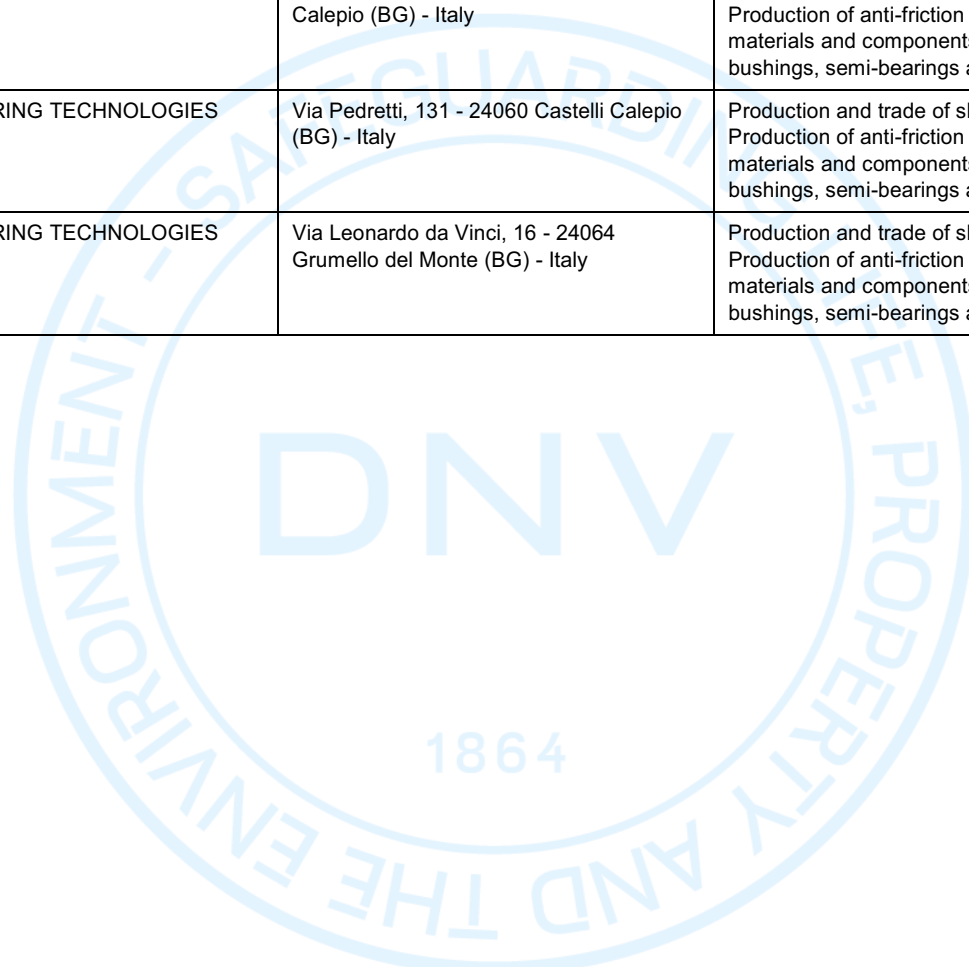 Calepio (BG) - Italy
Production of anti-friction
materials and components
bushings, semi-bearings
RING TECHNOLOGIES
Via Pedretti, 131 - 24060 Castelli Calepio
(BG) - Italy
Production and trade of
Production of anti-friction
materials and components
bushings, semi-bearings
RING TECHNOLOGIES
Via Leonardo da Vinci, 16 - 24064
Grumello del Monte (BG) - Italy
Production and trade of
Production of anti-friction
materials and components
bushings, semi-bearings
SAFEGUARDING LIFE, PROPERTY AND THE ENVIRONMENT -
DNV
1864